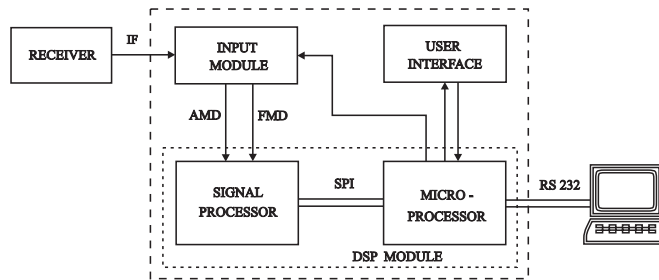 RECEIVER
IF
INPUT
MODULE
USER
INTERFACE
AMD
FMD
SIGNAL
PROCESSOR
SPI
MICRO -
PROCESSOR
RS 232
DSP MODULE